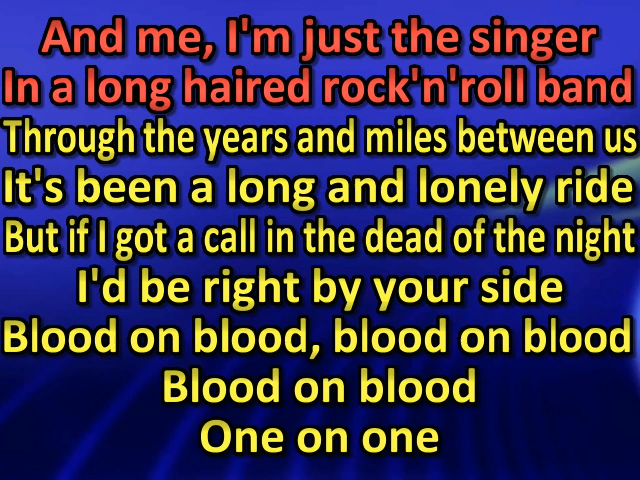 And me, I'm just the singer
In a long haired rock'n'roll band
Through the years and miles between us
It's been a long and lonely ride
But if I got a call in the dead of the night
I'd be right by your side
Blood on blood, blood on blood
Blood on blood
One on one